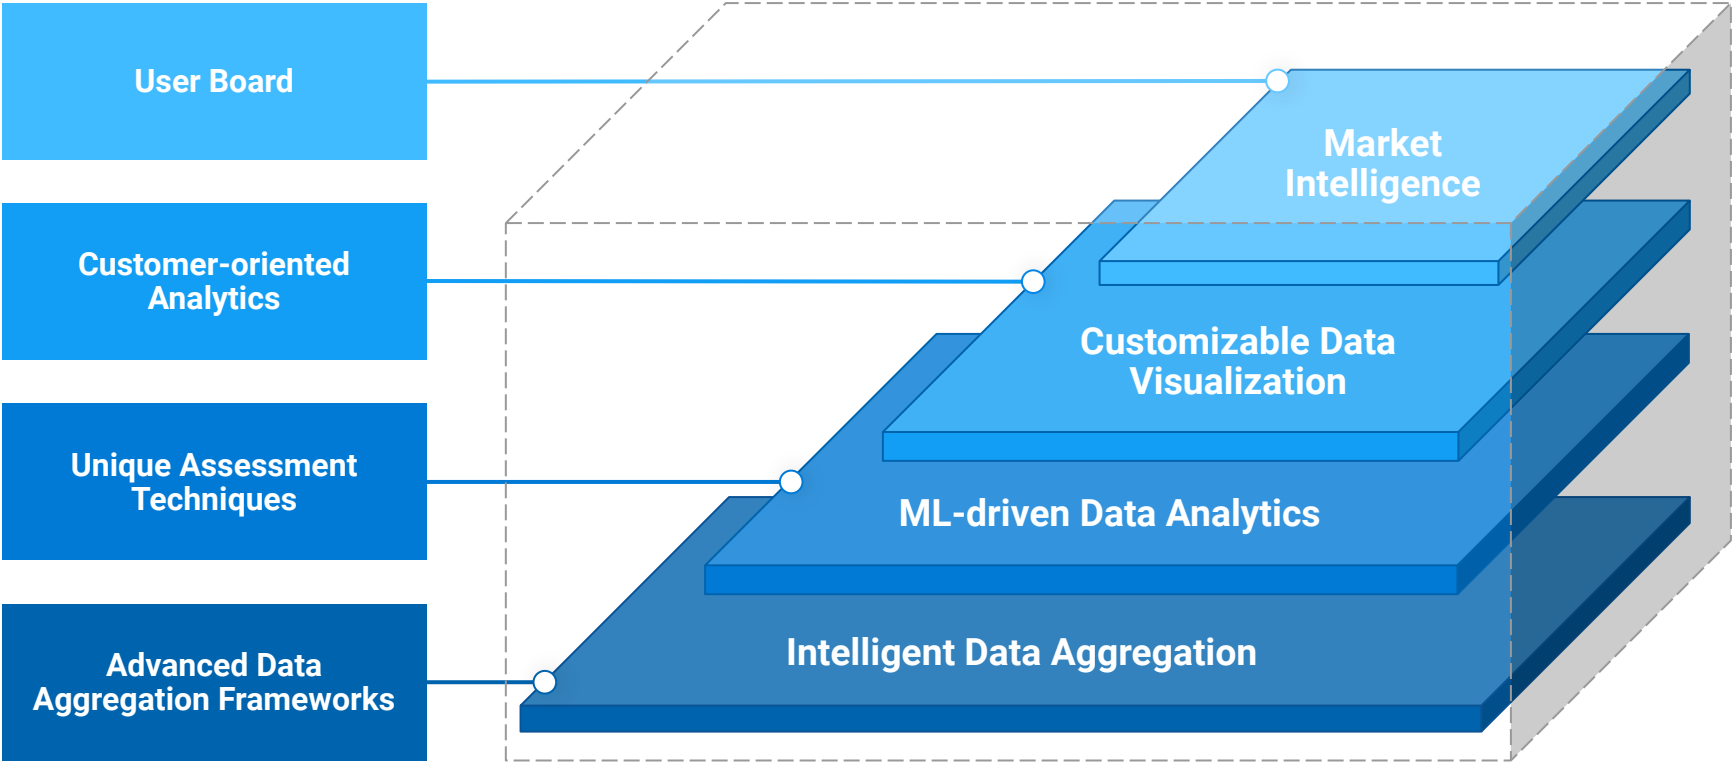 User Board
Market
Intelligence
Customer-oriented
Analytics
Customizable Data
Visualization
Unique Assessment
Techniques
ML-driven Data Analytics
Advanced Data
Aggregation Frameworks
Intelligent Data Aggregation